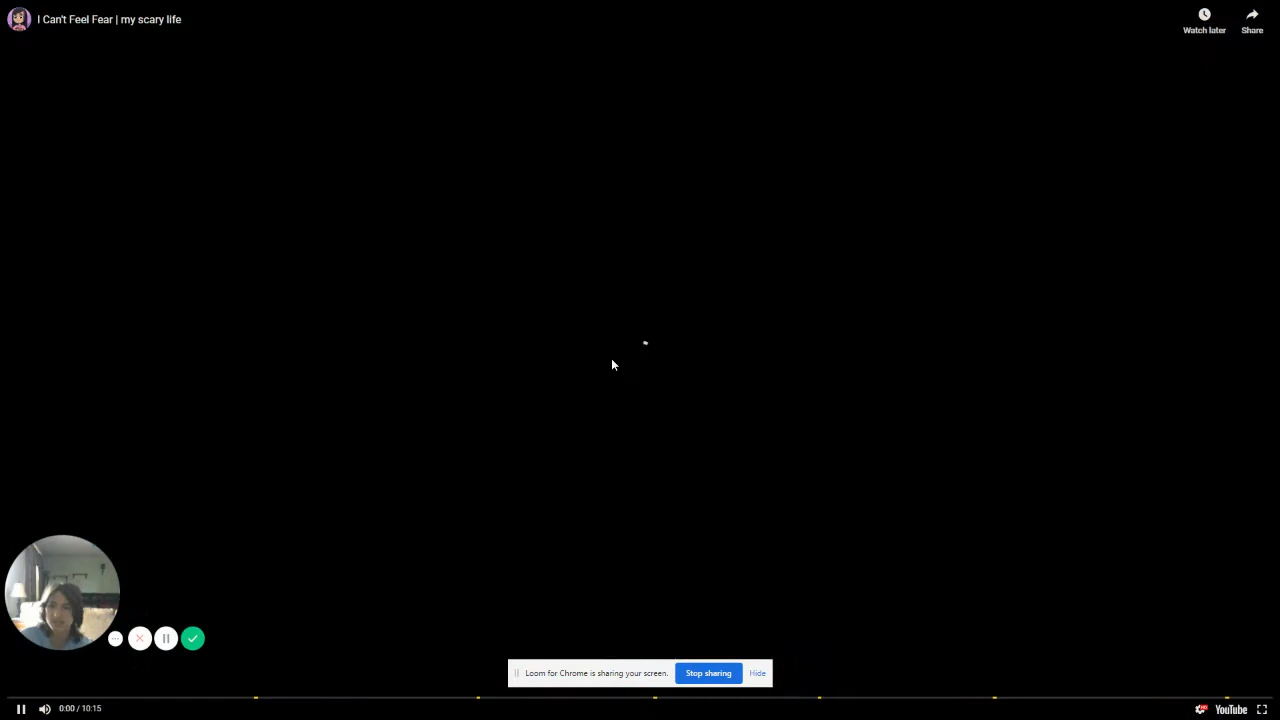 I Can't Feel Fear | my scary life
Watch later
Share
Loom for Chrome is sharing your screen.
Stop sharing
Hide
0:00 / 10:15
HD
YouTube